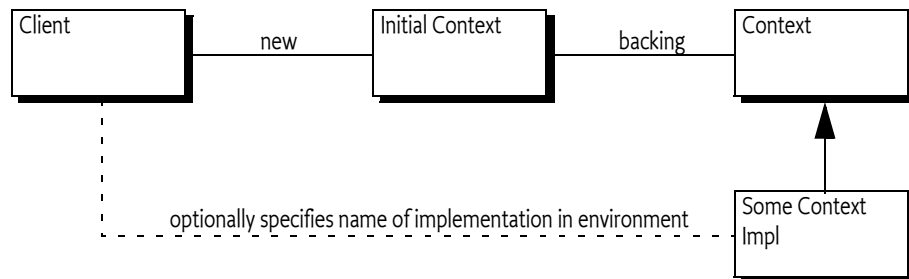 Client
new
Initial Context
backing
Context
optionally specifies name of implementation in environment
Some Context
Impl